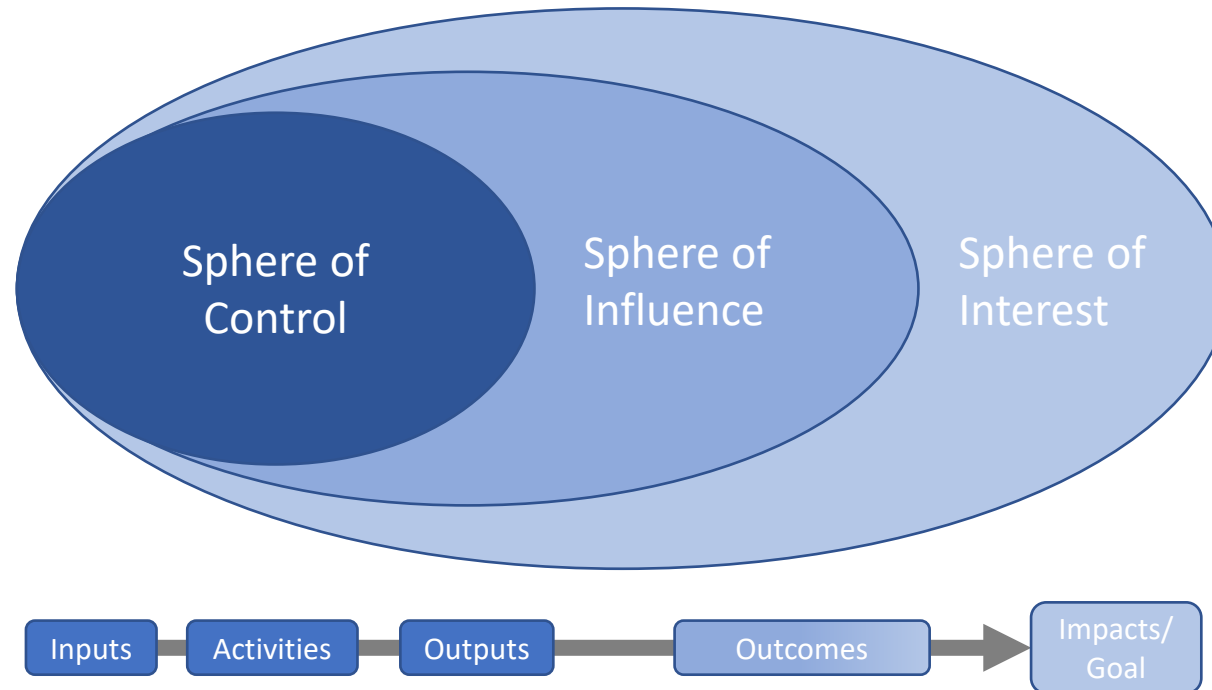 Sphere of
Control
Sphere of
Influence
Sphere of
Interest
Inputs
Activities
Outputs
Outcomes
Impacts/
Goal